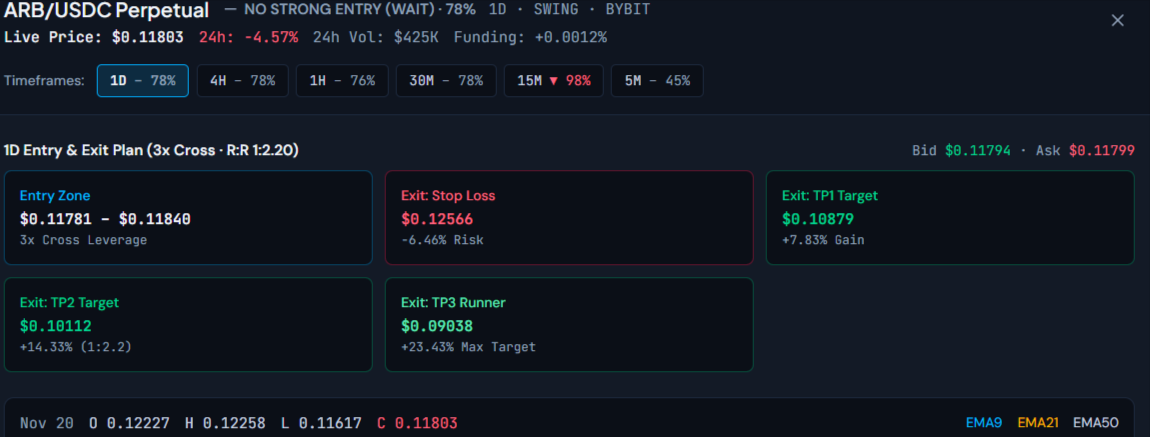 ARB/USDC Perpetual — NO STRONG ENTRY (WAIT) · 78% 1D · SWING · BYBIT ×
Live Price: $0.11803 24h: -4.57% 24h Vol: $425K Funding: +0.0012%
Timeframes: 1D – 78% 4H – 78% 1H – 76% 30M – 78% 15M ▼ 98% 5M – 45%
1D Entry & Exit Plan (3x Cross · R:R 1:2.20) Bid $0.11794 · Ask $0.11799
Entry Zone
$0.11781 – $0.11840
3x Cross Leverage
Exit: Stop Loss
$0.12566
-6.46% Risk
Exit: TP1 Target
$0.10879
+7.83% Gain
Exit: TP2 Target
$0.10112
+14.33% (1:2.2)
Exit: TP3 Runner
$0.09038
+23.43% Max Target
Nov 20 O 0.12227 H 0.12258 L 0.11617 C 0.11803 EMA9 EMA21 EMA50